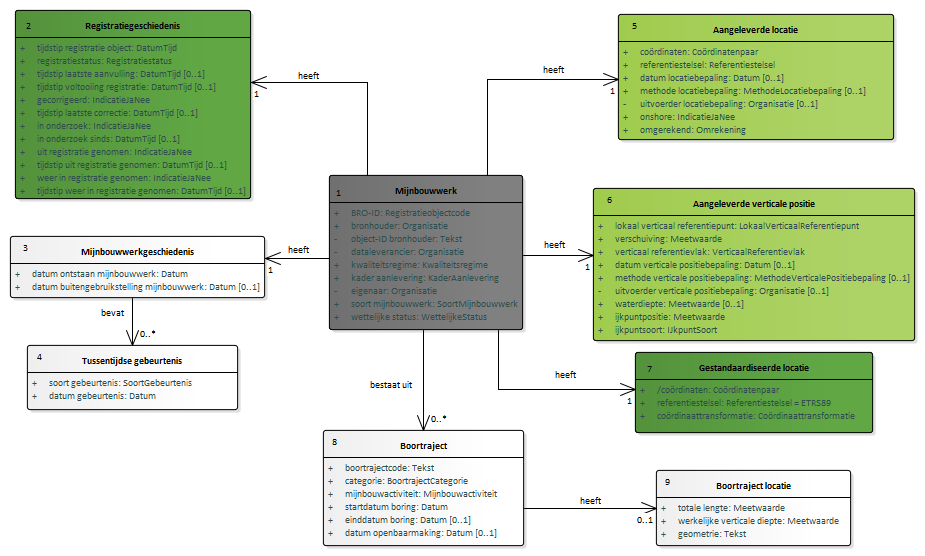 2
Registratiegeschiedenis
+ tijdstip registratie object: DatumTijd
+ registratiestatus: Registratiestatus
+ tijdstip laatste aanvulling: DatumTijd [0..1]
+ tijdstip voltooiing registratie: DatumTijd [0..1]
+ gecorrigeerd: IndicatieJaNee
+ tijdstip laatste correctie: DatumTijd [0..1]
+ in onderzoek: IndicatieJaNee
+ in onderzoek sinds: DatumTijd [0..1]
+ uit registratie genomen: IndicatieJaNee
+ tijdstip uit registratie genomen: DatumTijd [0..1]
+ weer in registratie genomen: IndicatieJaNee
+ tijdstip weer in registratie genomen: DatumTijd [0..1]
heeft
1
heeft
1
5
Aangeleverde locatie
+ coördinaten: Coördinatenpaar
+ referentiestelsel: Referentiestelsel
+ datum locatiebepaling: Datum [0..1]
+ methode locatiebepaling: MethodeLocatiebepaling [0..1]
- uitvoerder locatiebepaling: Organisatie [0..1]
+ onshore: IndicatieJaNee
+ omgerekend: Omrekening
1
Mijnbouwwerk
+ BRO-ID: Registratieobjectcode
+ bronhouder: Organisatie
- object-ID bronhouder: Tekst
- dataleverancier: Organisatie
+ kwaliteitsregime: Kwaliteitsregime
+ kader aanlevering: KaderAanlevering
- eigenaar: Organisatie
+ soort mijnbouwwerk: SoortMijnbouwwerk
+ wettelijke status: WettelijkeStatus
6
Aangeleverde verticale positie
+ lokaal verticaal referentiepunt: LokaalVerticaalReferentiepunt
+ verschuiving: Meetwaarde
+ verticaal referentievlak: VerticaalReferentievlak
+ datum verticale positiebepaling: Datum [0..1]
+ methode verticale positiebepaling: MethodeVerticalePositiebepaling [0..1]
- uitvoerder verticale positiebepaling: Organisatie [0..1]
+ waterdiepte: Meetwaarde [0..1]
+ ijkpuntpositie: Meetwaarde
+ ijkpuntsoort: IJkpuntSoort
heeft
1
heeft
1
3
Mijnbouwwerkgeschiedenis
+ datum ontstaan mijnbouwwerk: Datum
+ datum buitengebruikstelling mijnbouwwerk: Datum [0..1]
bevat
0..*
4
Tussentijdse gebeurtenis
+ soort gebeurtenis: SoortGebeurtenis
+ datum gebeurtenis: Datum
bestaat uit
0..*
heeft
1
7
Gestandaardiseerde locatie
+ /coördinaten: Coördinatenpaar
+ referentiestelsel: Referentiestelsel = ETRS89
+ coördinaattransformatie: Coördinaattransformatie
8
Boortraject
+ boortrajectcode: Tekst
+ categorie: BoortrajectCategorie
+ mijnbouwactiviteit: Mijnbouwactiviteit
+ startdatum boring: Datum
+ einddatum boring: Datum [0..1]
+ datum openbaarmaking: Datum [0..1]
heeft
0..1
9
Boortraject locatie
+ totale lengte: Meetwaarde
+ werkelijke verticale diepte: Meetwaarde
+ geometrie: Tekst